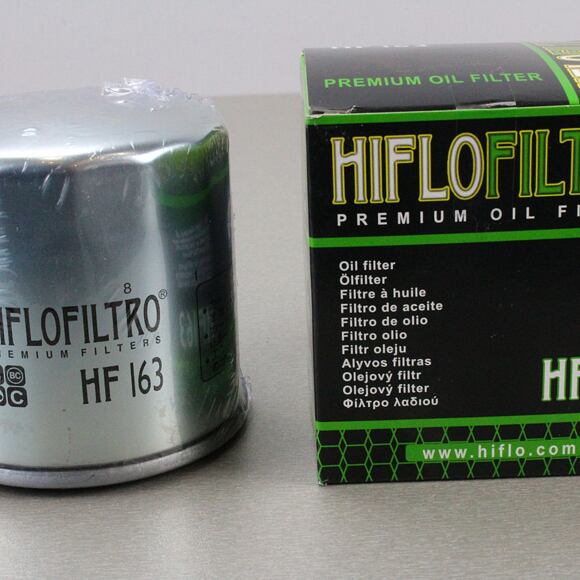 8
HIFLOFILTRO®
PREMIUM FILTERS
BC
C
HF 163
PREMIUM OIL FILTER
HIFLOFILT
PREMIUM OIL FI
Oil filter
Ölfilter
Filtre à huile
Filtro de aceite
Filtro de olio
Filtro olio
Filtr oleju
Alyvos filtras
Olejový filtr
Olejový filter
Φίλτρο λαδιού
HF
www.hiflo.com